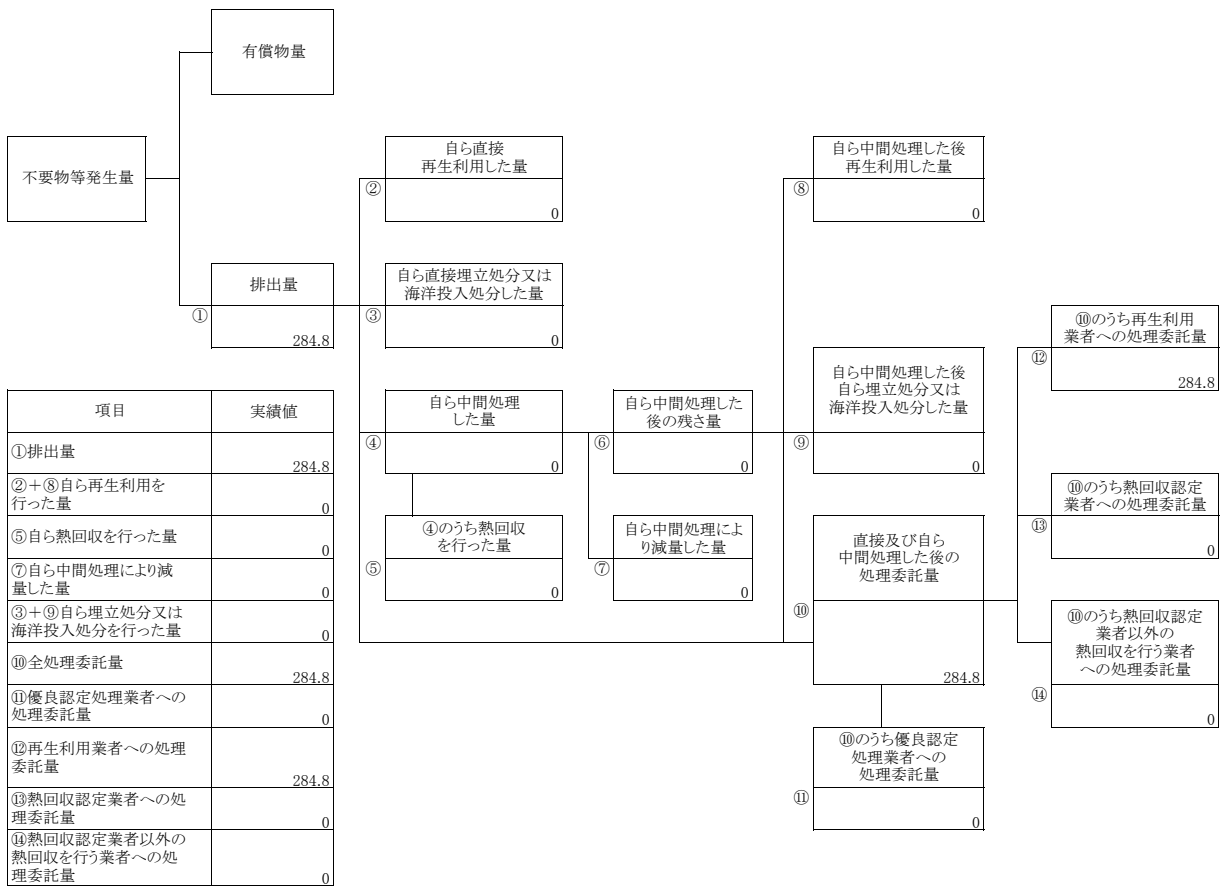 有償物量
不要物等発生量
自ら直接
再生利用した量
②
0
自ら中間処理した後
再生利用した量
⑧
0
排出量
①
284.8
自ら直接埋立処分又は
海洋投入処分した量
③
0
⑩のうち再生利用
業者への処理委託量
⑫
284.8
自ら中間処理
した量
④
0
自ら中間処理した
後の残さ量
⑥
0
自ら中間処理した後
自ら埋立処分又は
海洋投入処分した量
⑨
0
④のうち熱回収
を行った量
⑤
0
自ら中間処理によ
り減量した量
⑦
0
直接及び自ら
中間処理した後の
処理委託量
⑩
284.8
⑩のうち熱回収認定
業者への処理委託量
⑬
0
⑩のうち熱回収認定
業者以外の
熱回収を行う業者
への処理委託量
⑭
0
⑩のうち優良認定
処理業者への
処理委託量
⑪
0
項目 実績値
①排出量
284.8
②+⑧自ら再生利用を
行った量
0
⑤自ら熱回収を行った量
0
⑦自ら中間処理により減
量した量
0
③+⑨自ら埋立処分又は
海洋投入処分を行った量
0
⑩全処理委託量
284.8
⑪優良認定処理業者への
処理委託量
0
⑫再生利用業者への処理
委託量
284.8
⑬熱回収認定業者への処
理委託量
0
⑭熱回収認定業者以外の
熱回収を行う業者への処
理委託量
0